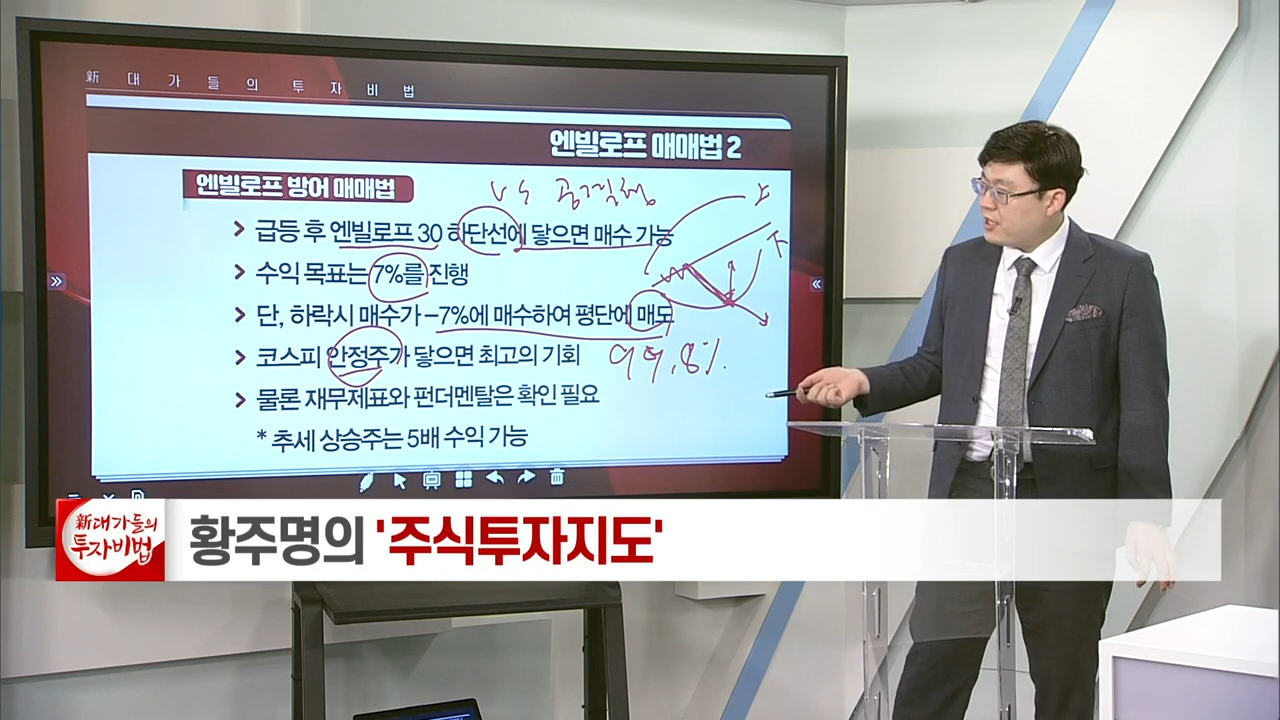 新 대 가 들 의 투 자 비 법
엔빌로프 매매법 2
엔빌로프 방어 매매법
vs 공격형
급등 후 엔빌로프 30 하단선에 닿으면 매수 가능
수익 목표는 7%를 진행
단, 하락시 매수가 -7%에 매수하여 평단에 매도
코스피 안정주가 닿으면 최고의 기회
99.8%
물론 재무제표와 펀더멘탈은 확인 필요
* 추세 상승주는 5배 수익 가능
新대가들의
투자비법
황주명의 '주식투자지도'